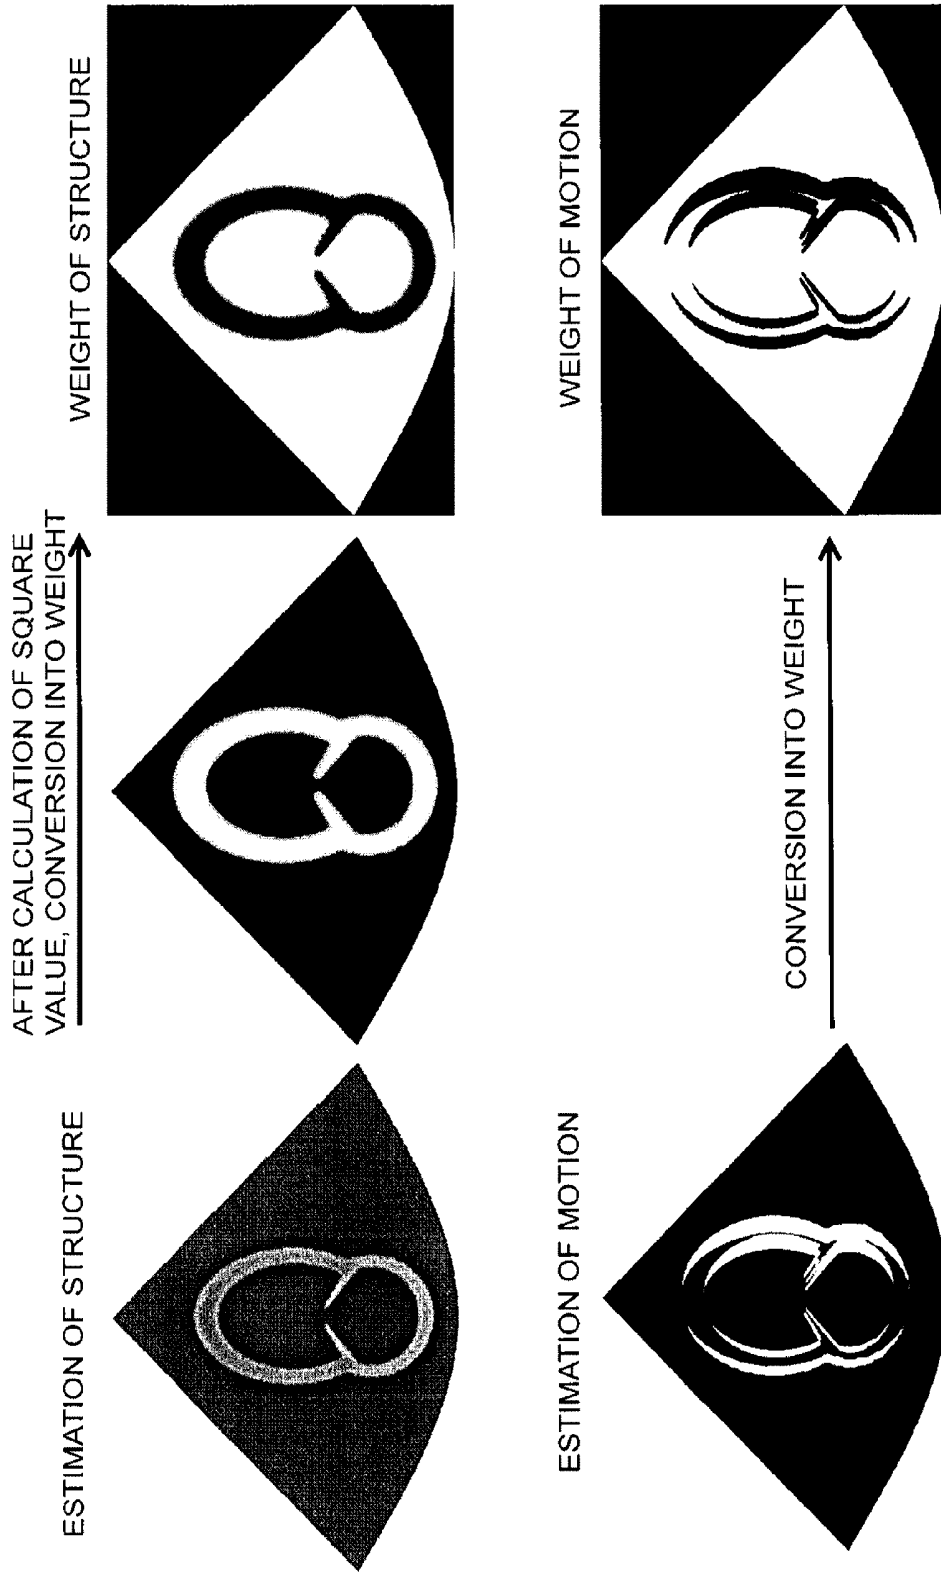 ESTIMATION OF STRUCTURE
AFTER CALCULATION OF SQUARE
VALUE, CONVERSION INTO WEIGHT
WEIGHT OF STRUCTURE
ESTIMATION OF MOTION
CONVERSION INTO WEIGHT
WEIGHT OF MOTION